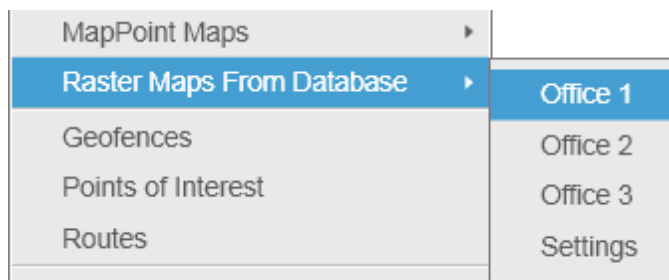 MapPoint Maps
Raster Maps From Database
Geofences
Points of Interest
Routes
Office 1
Office 2
Office 3
Settings